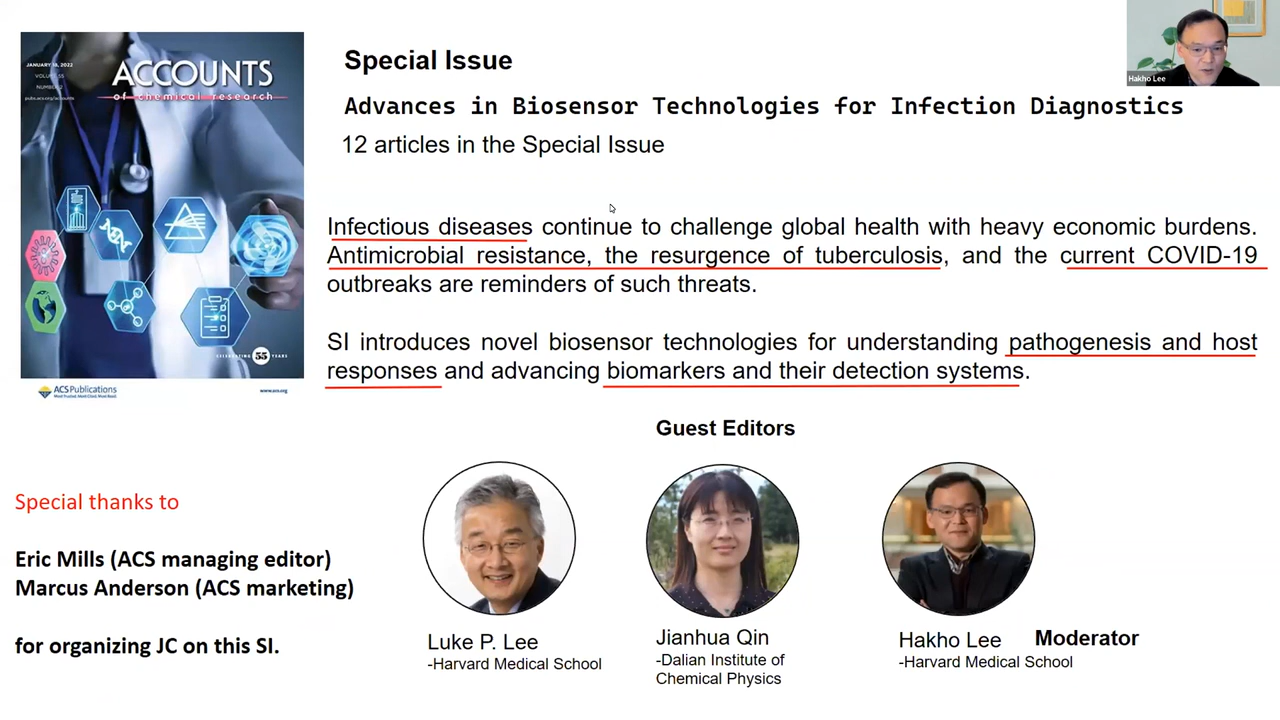 JANUARY 18, 2022
VOLUME 55
NUMBER 2
pubs.acs.org/accounts
ACCOUNTS
of chemical research
CELEBRATING 55 YEARS
ACS Publications
Most Trusted. Most Cited. Most Read.
www.acs.org
Special Issue
Advances in Biosensor Technologies for Infection Diagnostics
12 articles in the Special Issue
Hakho Lee
Infectious diseases continue to challenge global health with heavy economic burdens.
Antimicrobial resistance, the resurgence of tuberculosis, and the current COVID-19
outbreaks are reminders of such threats.
SI introduces novel biosensor technologies for understanding pathogenesis and host
responses and advancing biomarkers and their detection systems.
Guest Editors
Special thanks to
Eric Mills (ACS managing editor)
Marcus Anderson (ACS marketing)
for organizing JC on this SI.
Luke P. Lee
-Harvard Medical School
Jianhua Qin
-Dalian Institute of
Chemical Physics
Hakho Lee Moderator
-Harvard Medical School